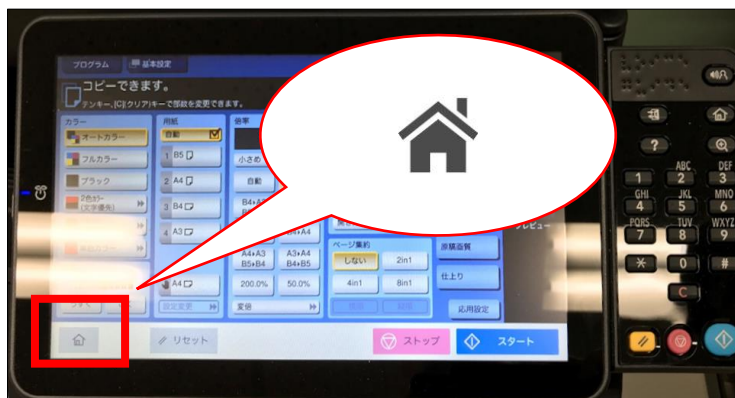 プログラム 基本設定
コピーできます。
テンキー、[C](クリア)キーで部数を変更できます。
カラー
オートカラー
フルカラー
ブラック
2色カラー
(文字優先)
用紙
自動
1 B5
2 A4
3 B4
4 A3
A4
設定変更
倍率
小さめ
自動
B4▸A4
A4▸A3
B5▸B4
A3▸A4
B4▸B5
200.0% 50.0%
変倍
ページ集約
しない 2in1
4in1 8in1
原稿画質
仕上り
応用設定
プレビュー
リセット
ストップ
スタート
?
ABC DEF
1 2 3
GHI JKL MNO
4 5 6
PQRS TUV WXYZ
7 8 9
* 0 #
C